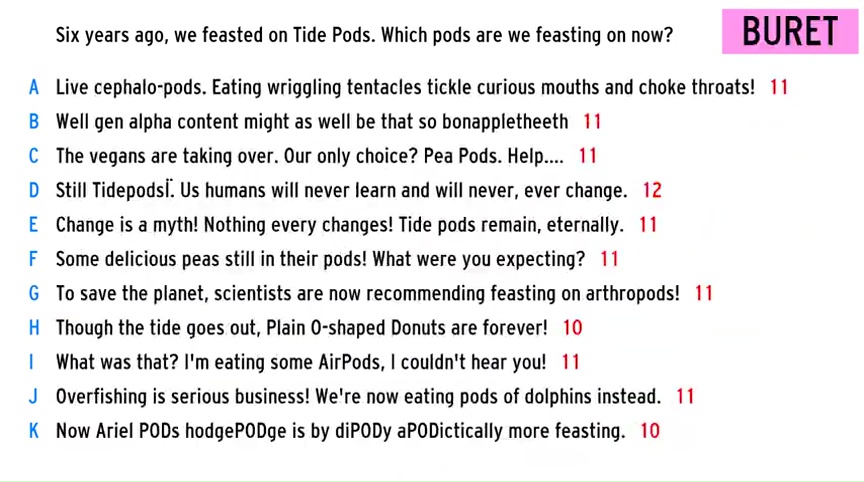 Six years ago, we feasted on Tide Pods. Which pods are we feasting on now?
BURET
A Live cephalo-pods. Eating wriggling tentacles tickle curious mouths and choke throats! 11
B Well gen alpha content might as well be that so bonappletheeth 11
C The vegans are taking over. Our only choice? Pea Pods. Help.... 11
D Still TidepodsÏ. Us humans will never learn and will never, ever change. 12
E Change is a myth! Nothing every changes! Tide pods remain, eternally. 11
F Some delicious peas still in their pods! What were you expecting? 11
G To save the planet, scientists are now recommending feasting on arthropods! 11
H Though the tide goes out, Plain O-shaped Donuts are forever! 10
I What was that? I'm eating some AirPods, I couldn't hear you! 11
J Overfishing is serious business! We're now eating pods of dolphins instead. 11
K Now Ariel PODs hodgePODge is by diPODy aPODictically more feasting. 10